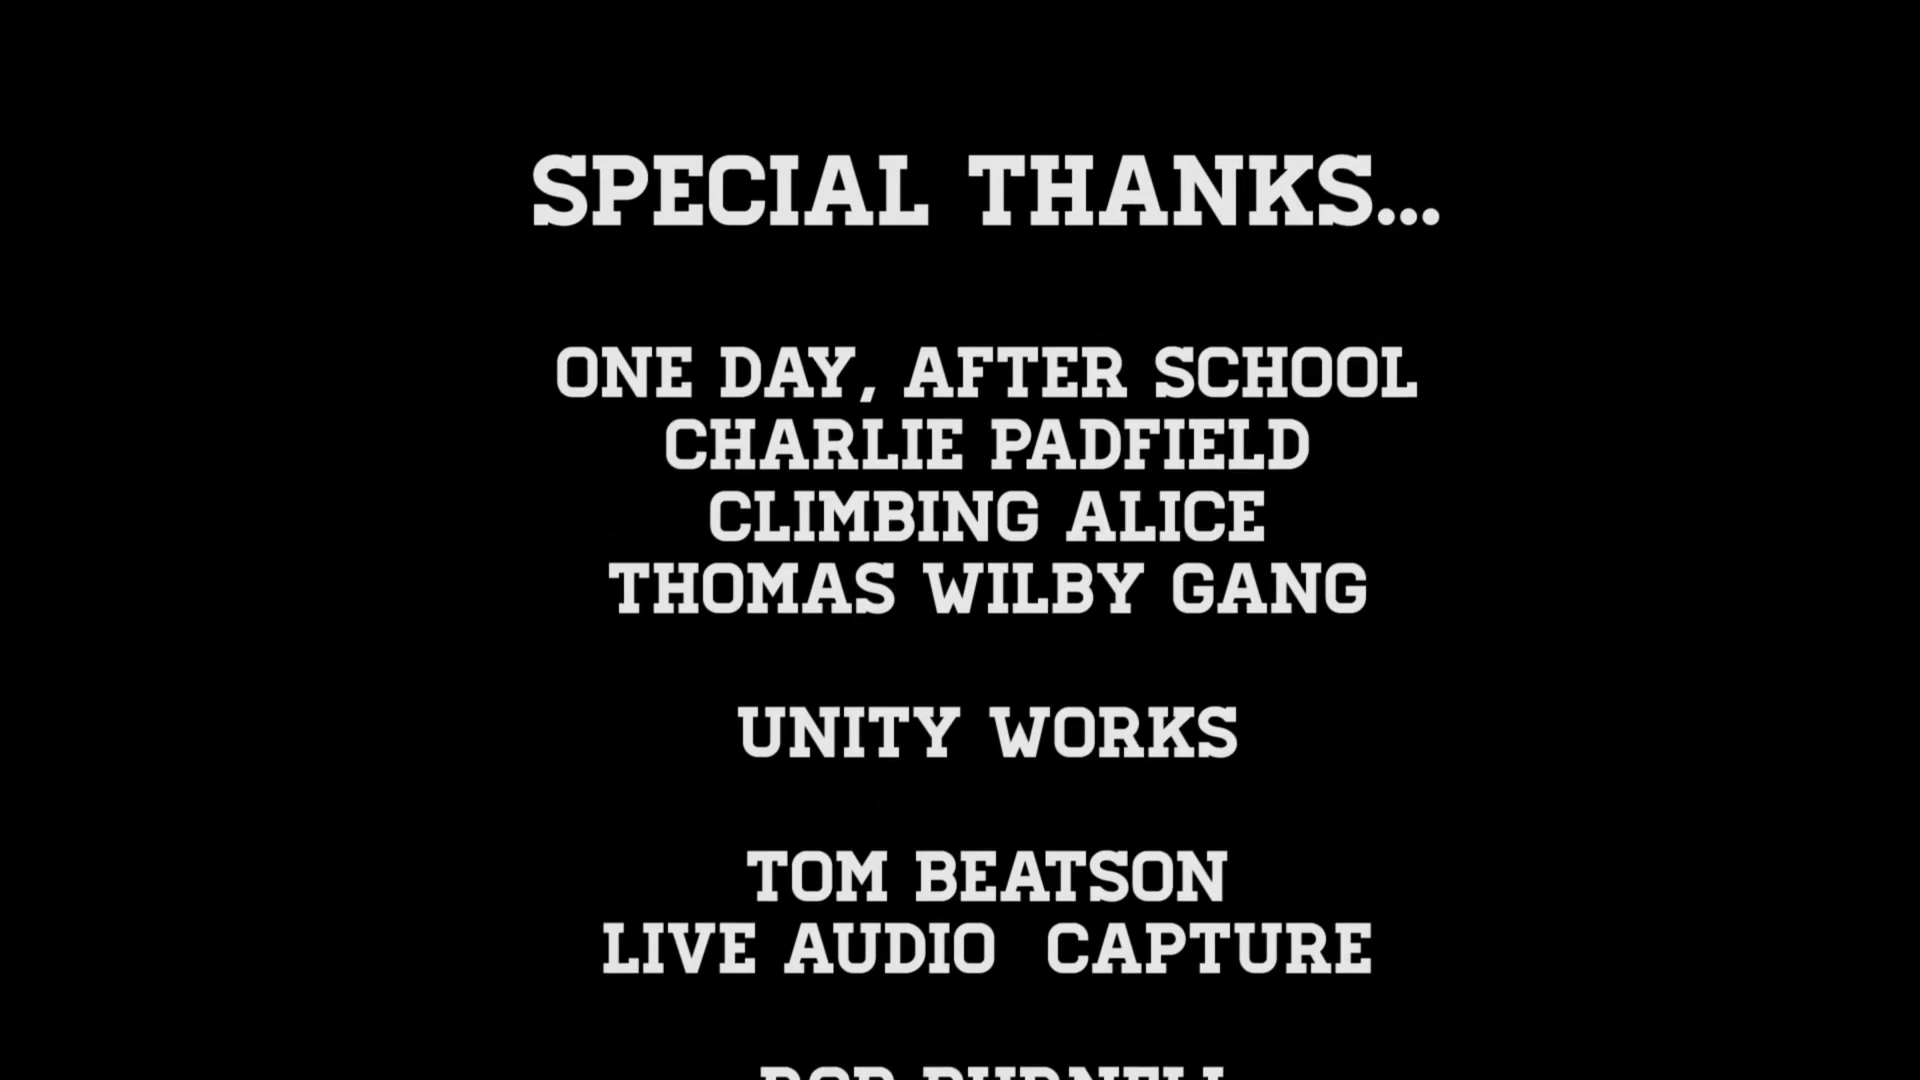 SPECIAL THANKS...
ONE DAY, AFTER SCHOOL
CHARLIE PADFIELD
CLIMBING ALICE
THOMAS WILBY GANG
UNITY WORKS
TOM BEATSON
LIVE AUDIO  CAPTURE